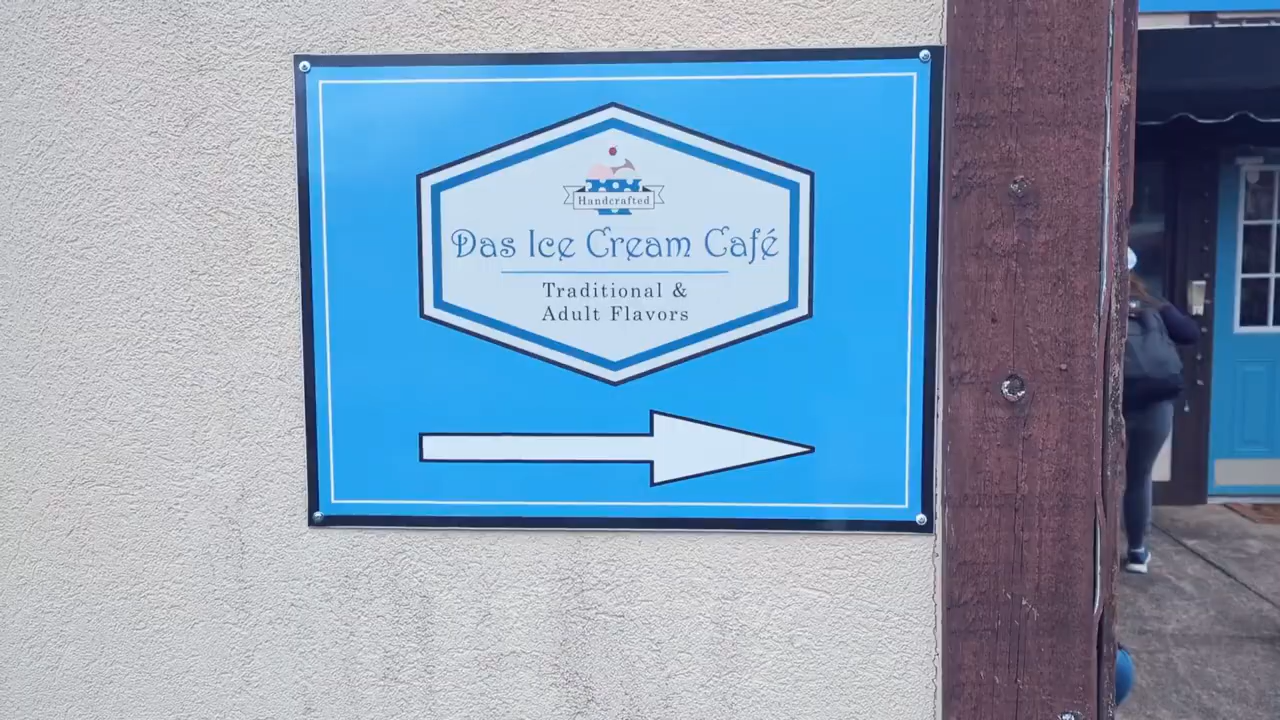 Handcrafted
Das Ice Cream Café
Traditional &
Adult Flavors